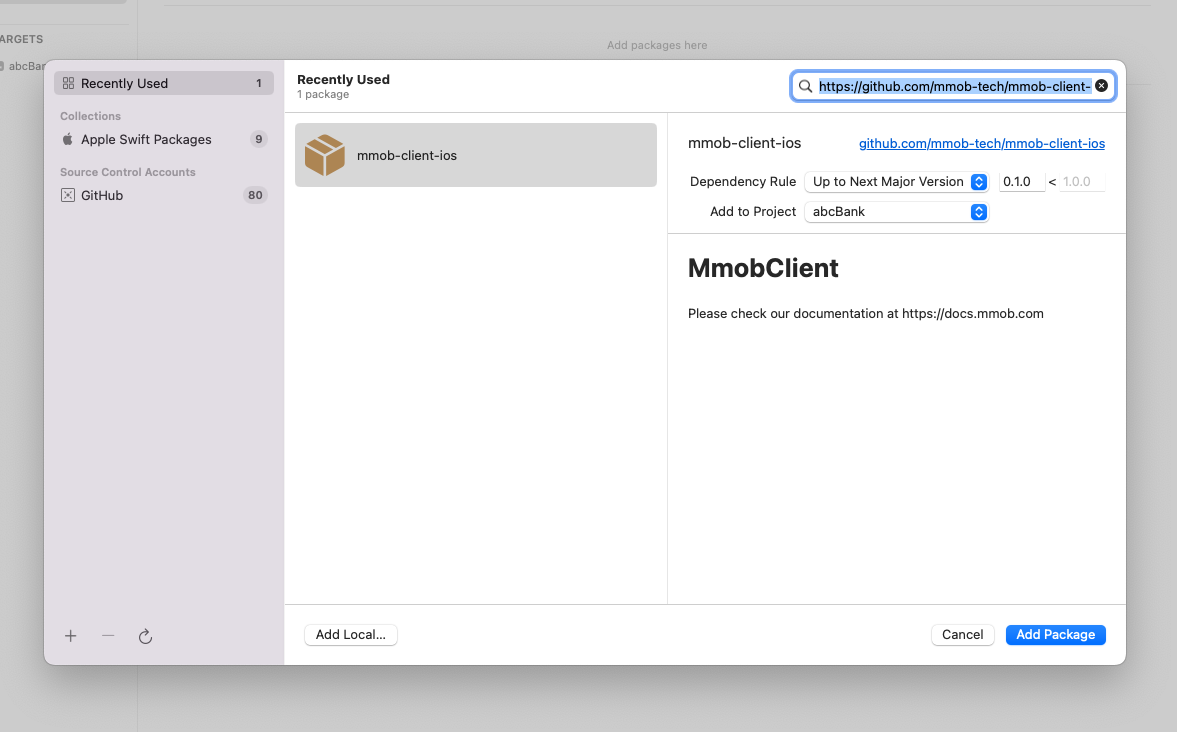 Add packages here
ARGETS
abcBar
Recently Used 1
Collections
Apple Swift Packages 9
Source Control Accounts
GitHub 80
Recently Used
1 package
https://github.com/mmob-tech/mmob-client-
mmob-client-ios
mmob-client-ios github.com/mmob-tech/mmob-client-ios
Dependency Rule Up to Next Major Version 0.1.0 < 1.0.0
Add to Project abcBank
MmobClient
Please check our documentation at https://docs.mmob.com
Add Local... Cancel Add Package